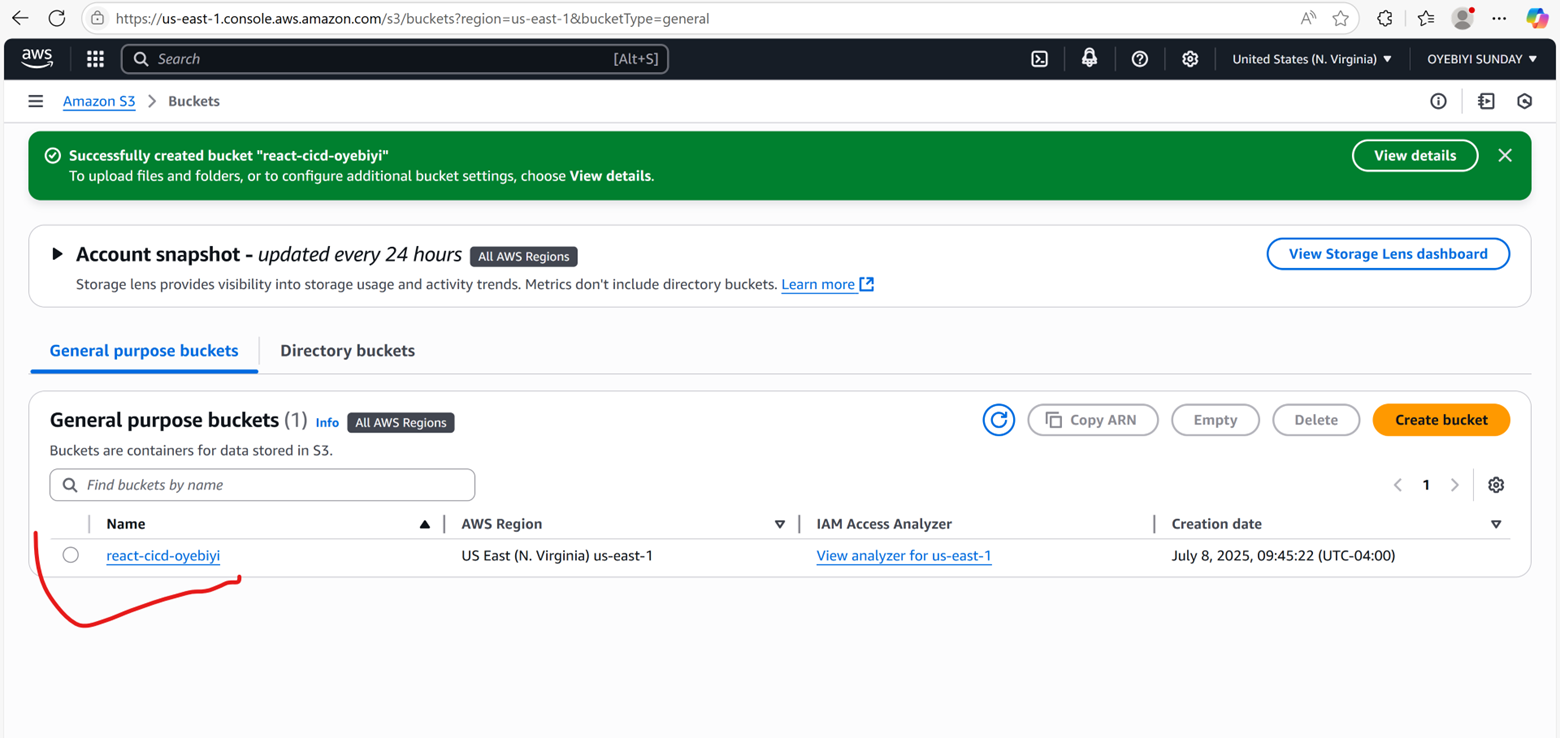 https://us-east-1.console.aws.amazon.com/s3/buckets?region=us-east-1&bucketType=general
aws Search [Alt+S] United States (N. Virginia) OYEBIYI SUNDAY
Amazon S3 Buckets
Successfully created bucket "react-cicd-oyebiyi" View details
To upload files and folders, or to configure additional bucket settings, choose View details.
Account snapshot - updated every 24 hours All AWS Regions View Storage Lens dashboard
Storage lens provides visibility into storage usage and activity trends. Metrics don't include directory buckets. Learn more
General purpose buckets Directory buckets
General purpose buckets (1) Info All AWS Regions Copy ARN Empty Delete Create bucket
Buckets are containers for data stored in S3.
Find buckets by name 1
Name AWS Region IAM Access Analyzer Creation date
react-cicd-oyebiyi US East (N. Virginia) us-east-1 View analyzer for us-east-1 July 8, 2025, 09:45:22 (UTC-04:00)